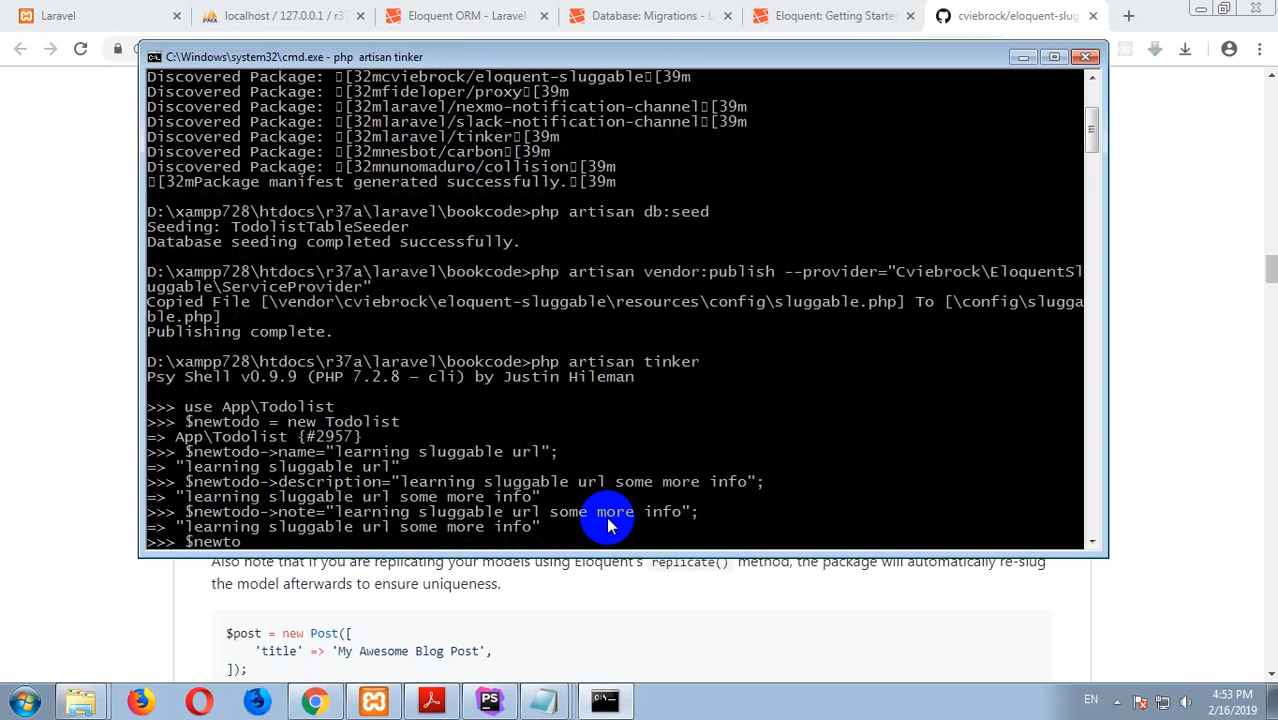 Laravel
localhost / 127.0.0.1 / r37
Eloquent ORM - Laravel
Database: Migrations - L
Eloquent: Getting Starte
cviebrock/eloquent-slug
C:\Windows\system32\cmd.exe - php artisan tinker
Discovered Package: [32mcviebrock/eloquent-sluggable[39m
Discovered Package: [32mfideloper/proxy[39m
Discovered Package: [32mlaravel/nexmo-notification-channel[39m
Discovered Package: [32mlaravel/slack-notification-channel[39m
Discovered Package: [32mlaravel/tinker[39m
Discovered Package: [32mnesbot/carbon[39m
Discovered Package: [32mnunomaduro/collision[39m
[32mPackage manifest generated successfully.[39m
D:\xampp728\htdocs\r37a\laravel\bookcode>php artisan db:seed
Seeding: TodolistTableSeeder
Database seeding completed successfully.
D:\xampp728\htdocs\r37a\laravel\bookcode>php artisan vendor:publish --provider="Cviebrock\EloquentSl
uggable\ServiceProvider"
Copied File [\vendor\cviebrock\eloquent-sluggable\resources\config\sluggable.php] To [\config\slugga
ble.php]
Publishing complete.
D:\xampp728\htdocs\r37a\laravel\bookcode>php artisan tinker
Psy Shell v0.9.9 (PHP 7.2.8 — cli) by Justin Hileman
>>> use App\Todolist
>>> $newtodo = new Todolist
=> App\Todolist {#2957}
>>> $newtodo->name="learning sluggable url";
=> "learning sluggable url"
>>> $newtodo->description="learning sluggable url some more info";
=> "learning sluggable url some more info"
>>> $newtodo->note="learning sluggable url some more info";
=> "learning sluggable url some more info"
>>> $newto
Also note that if you are replicating your models using Eloquent's replicate() method, the package will automatically re-slug
the model afterwards to ensure uniqueness.
$post = new Post([
'title' => 'My Awesome Blog Post',
]);
EN
4:53 PM
2/16/2019